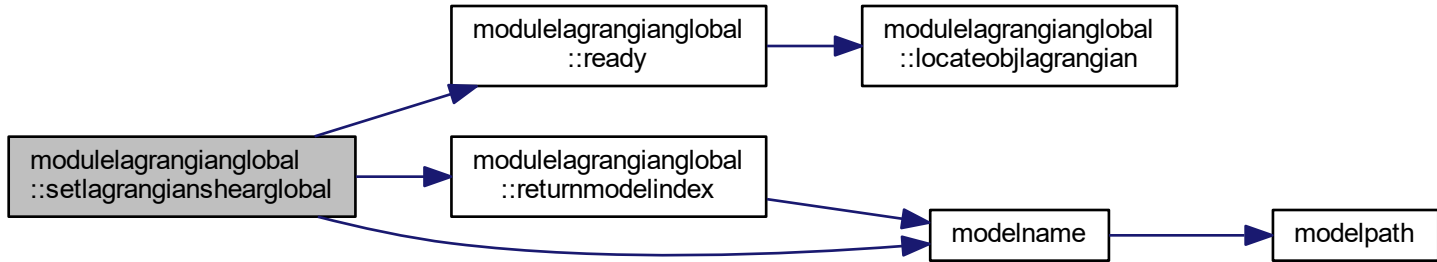 modulelagrangianglobal
::setlagrangianshearglobal
modulelagrangianglobal
::ready
modulelagrangianglobal
::locateobjlagrangian
modulelagrangianglobal
::returnmodelindex
modelname
modelpath